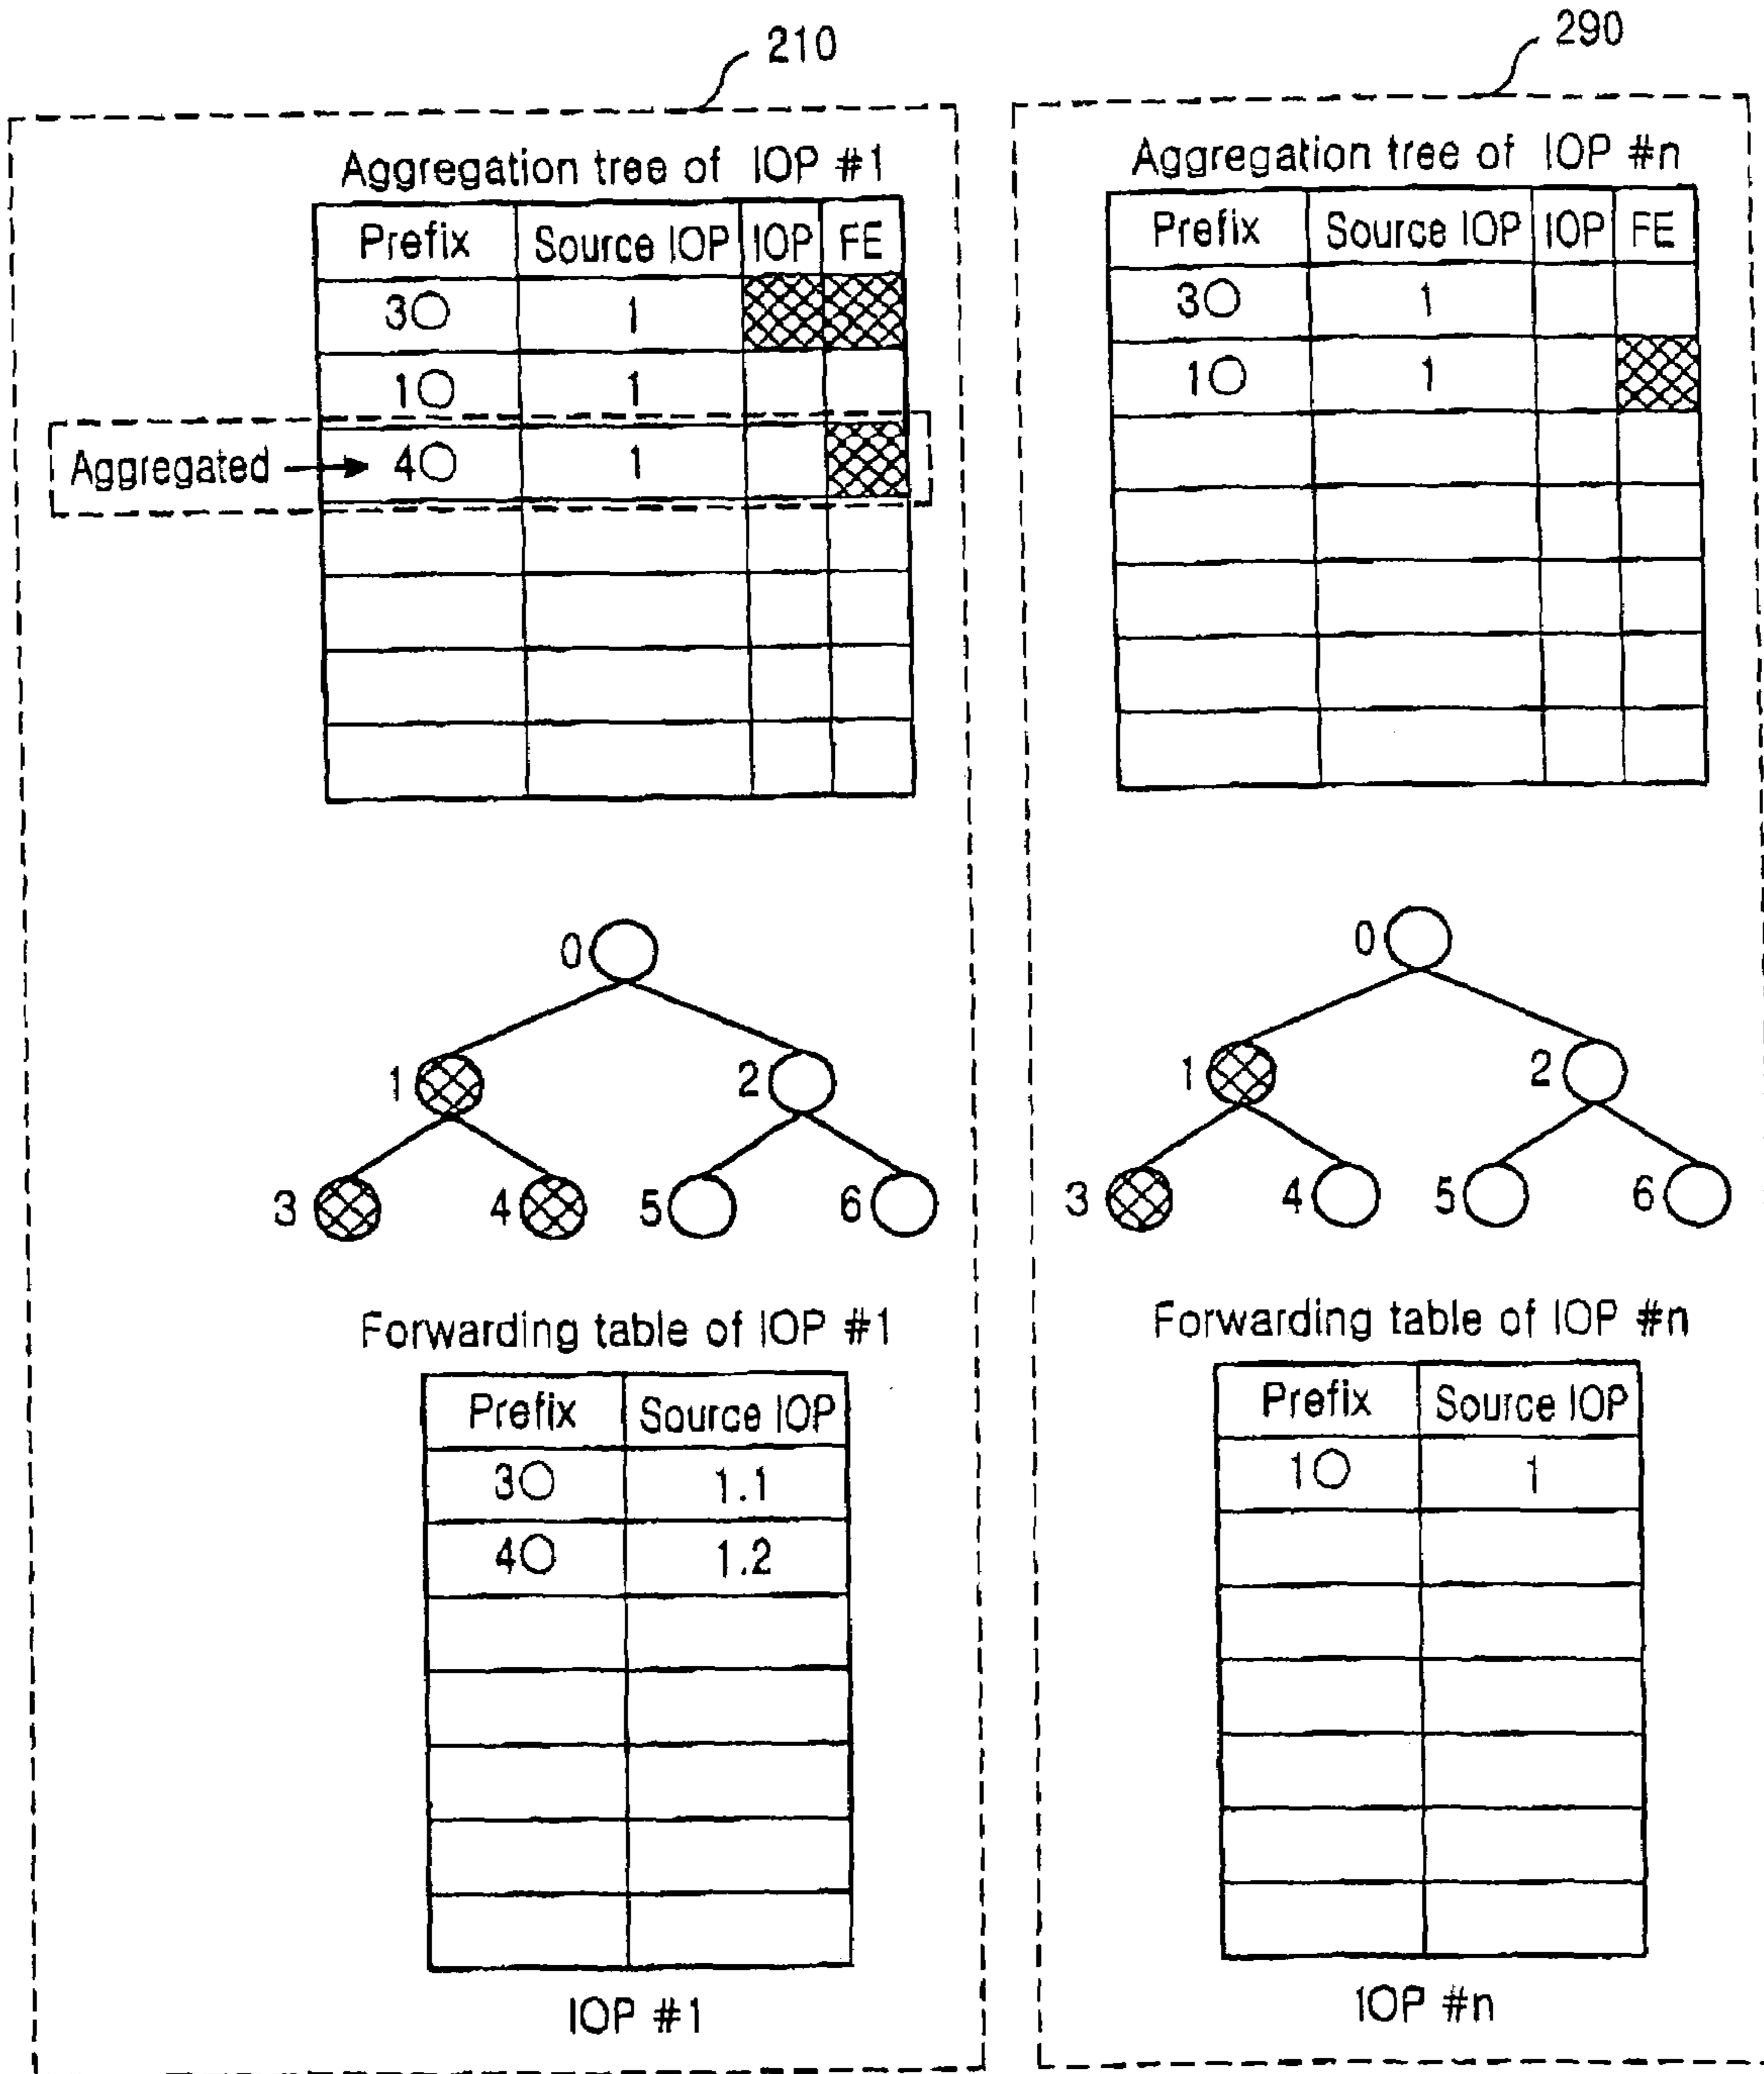 210
Aggregation tree of IOP #1
Prefix Source IOP IOP FE
3○ 1
1○ 1
Aggregated → 4○ 1
0
1 2
3 4 5 6
Forwarding table of IOP #1
Prefix Source IOP
3○ 1.1
4○ 1.2
IOP #1
290
Aggregation tree of IOP #n
Prefix Source IOP IOP FE
3○ 1
1○ 1
0
1 2
3 4 5 6
Forwarding table of IOP #n
Prefix Source IOP
1○ 1
IOP #n